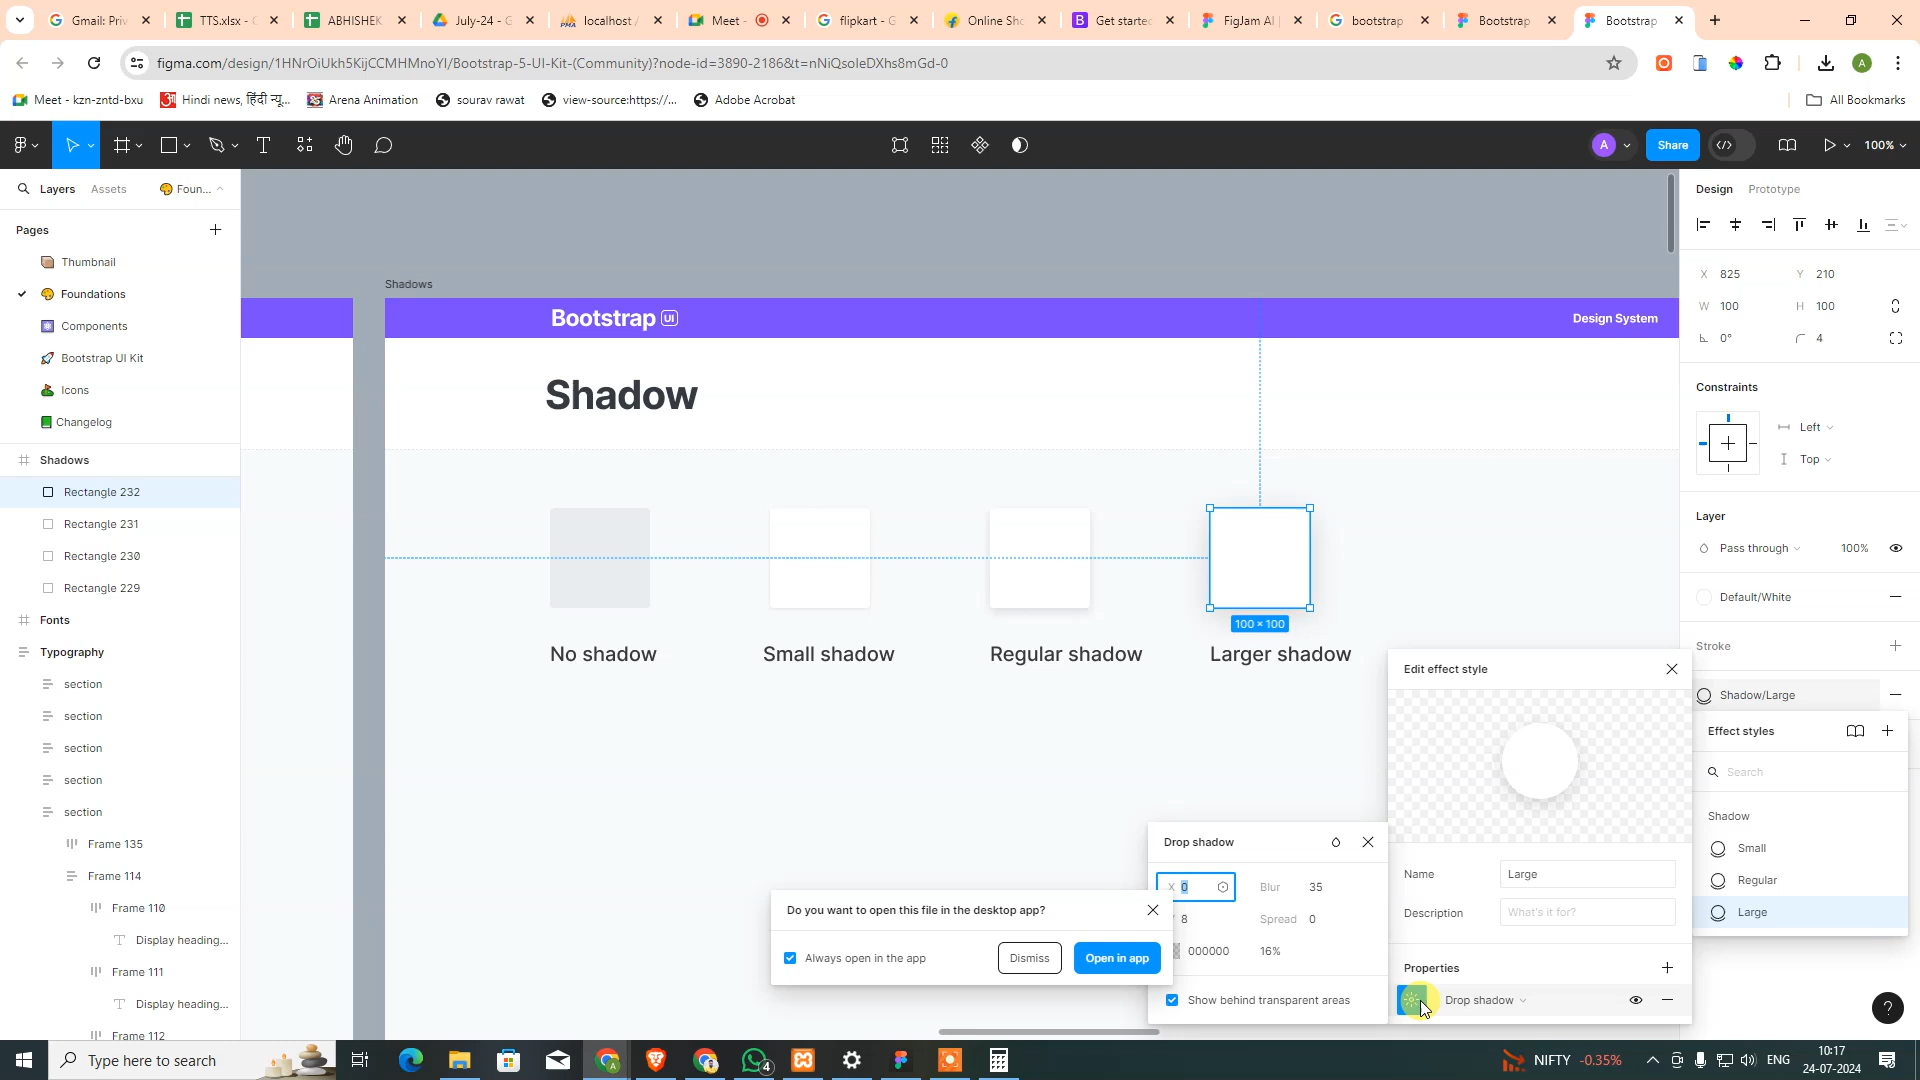 Gmail: Priv
TTS.xlsx - G
ABHISHEK
July-24 - G
localhost /
Meet -
flipkart - G
Online Sho
Get started
FigJam AI |
bootstrap
Bootstrap
Bootstrap
figma.com/design/1HNrOiUkh5KijCCMHMnoYI/Bootstrap-5-UI-Kit-(Community)?node-id=3890-2186&t=nNiQsoleDXhs8mGd-0
Meet - kzn-zntd-bxu
Hindi news, हिंदी न्यू...
Arena Animation
sourav rawat
view-source:https://...
Adobe Acrobat
All Bookmarks
A
Share
100%
Layers
Assets
Foun...
Pages
Thumbnail
Foundations
Components
Bootstrap UI Kit
Icons
Changelog
Shadows
Rectangle 232
Rectangle 231
Rectangle 230
Rectangle 229
Fonts
Typography
section
section
section
section
section
Frame 135
Frame 114
Frame 110
Display heading...
Frame 111
Display heading...
Frame 112
Shadows
Bootstrap UI
Design System
Shadow
100 × 100
No shadow
Small shadow
Regular shadow
Larger shadow
Do you want to open this file in the desktop app?
Always open in the app
Dismiss
Open in app
Drop shadow
X 0
Blur 35
8
Spread 0
000000
16%
Show behind transparent areas
Edit effect style
Name
Large
Description
What's it for?
Properties
Drop shadow
Design
Prototype
X 825
Y 210
W 100
H 100
0°
4
Constraints
Left
Top
Layer
Pass through
100%
Default/White
Stroke
Shadow/Large
Effect styles
Search
Shadow
Small
Regular
Large
?
Type here to search
4
NIFTY -0.35%
ENG
10:17
24-07-2024